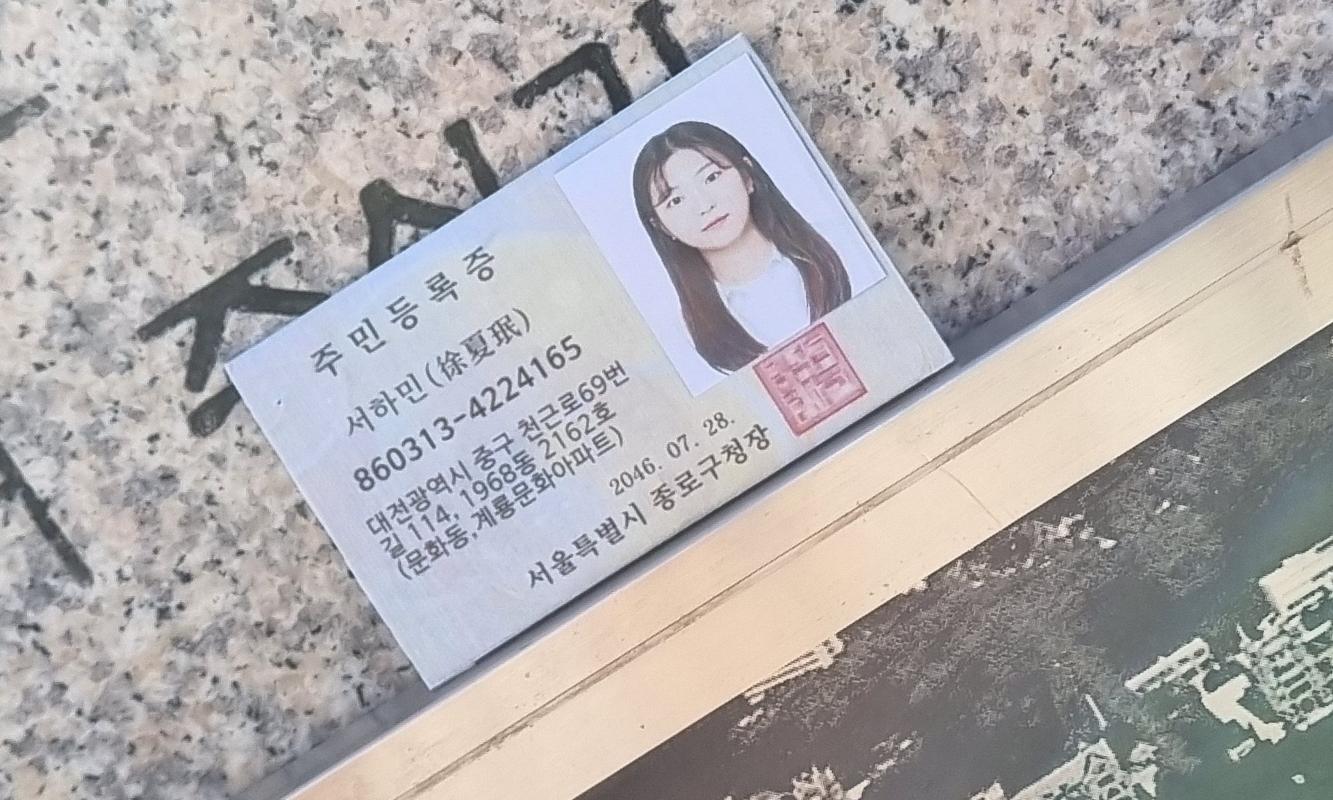 주민등록증
서하민(徐夏珉)
860313-4224165
대전광역시 중구 천근로69번
길 114, 1968동 2162호
(문화동,계룡문화아파트)
2046. 07. 28.
서울특별시 종로구청장